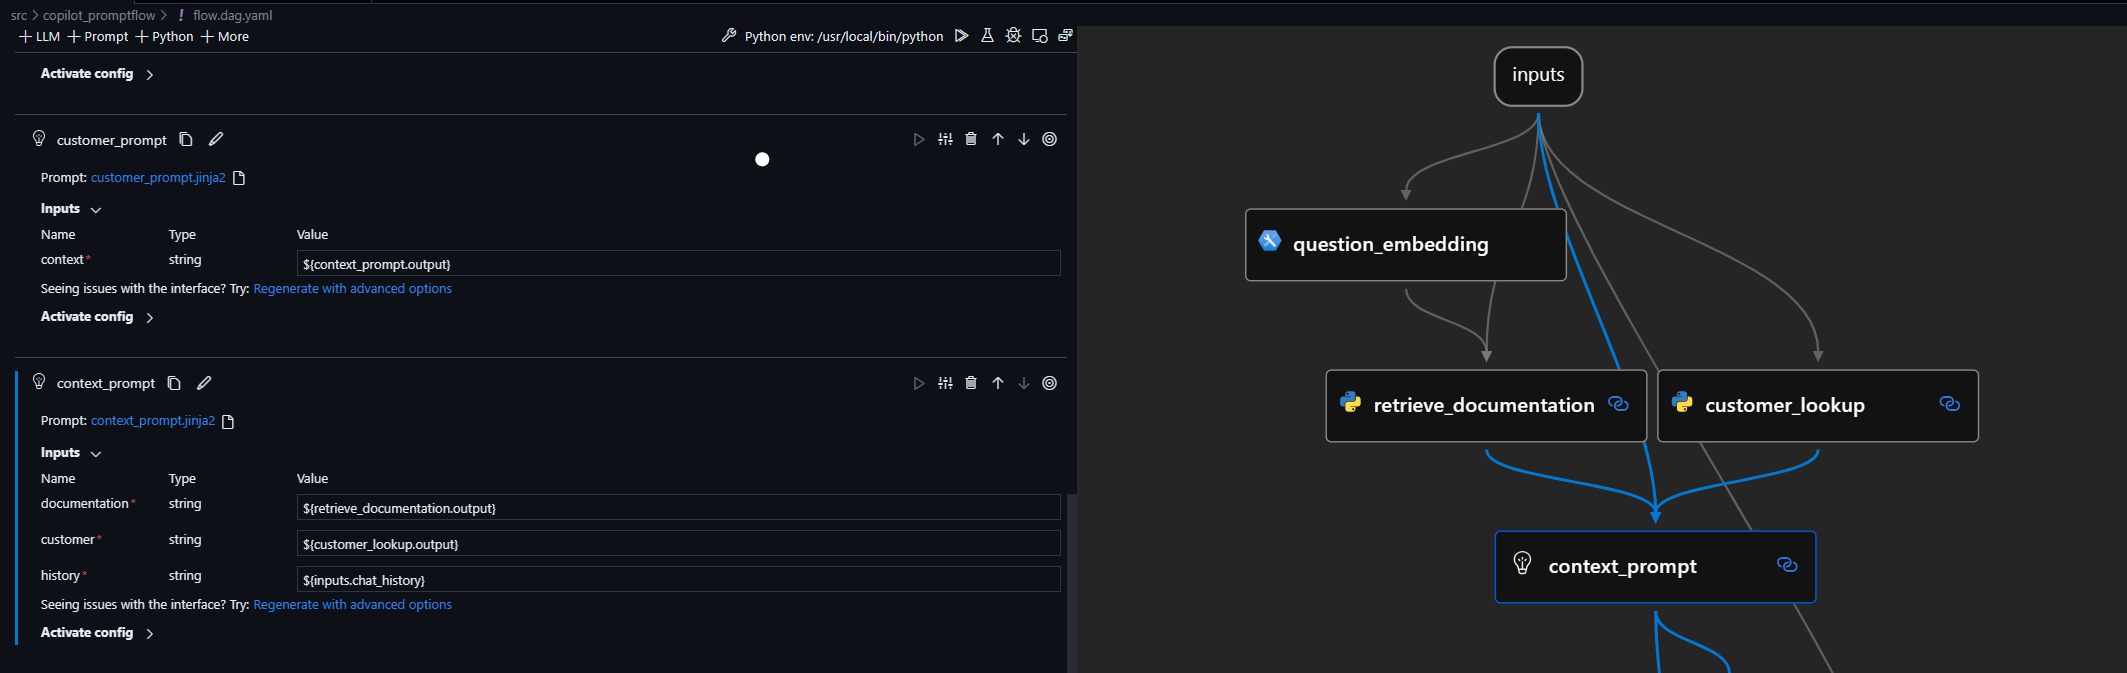 src > copilot_promptflow > ! flow.dag.yaml
+ LLM + Prompt + Python + More
Python env: /usr/local/bin/python
Activate config >
customer_prompt
Prompt: customer_prompt.jinja2
Inputs
Name Type Value
context* string ${context_prompt.output}
Seeing issues with the interface? Try: Regenerate with advanced options
Activate config >
context_prompt
Prompt: context_prompt.jinja2
Inputs
Name Type Value
documentation* string ${retrieve_documentation.output}
customer* string ${customer_lookup.output}
history* string ${inputs.chat_history}
Seeing issues with the interface? Try: Regenerate with advanced options
Activate config >
inputs
question_embedding
retrieve_documentation
customer_lookup
context_prompt